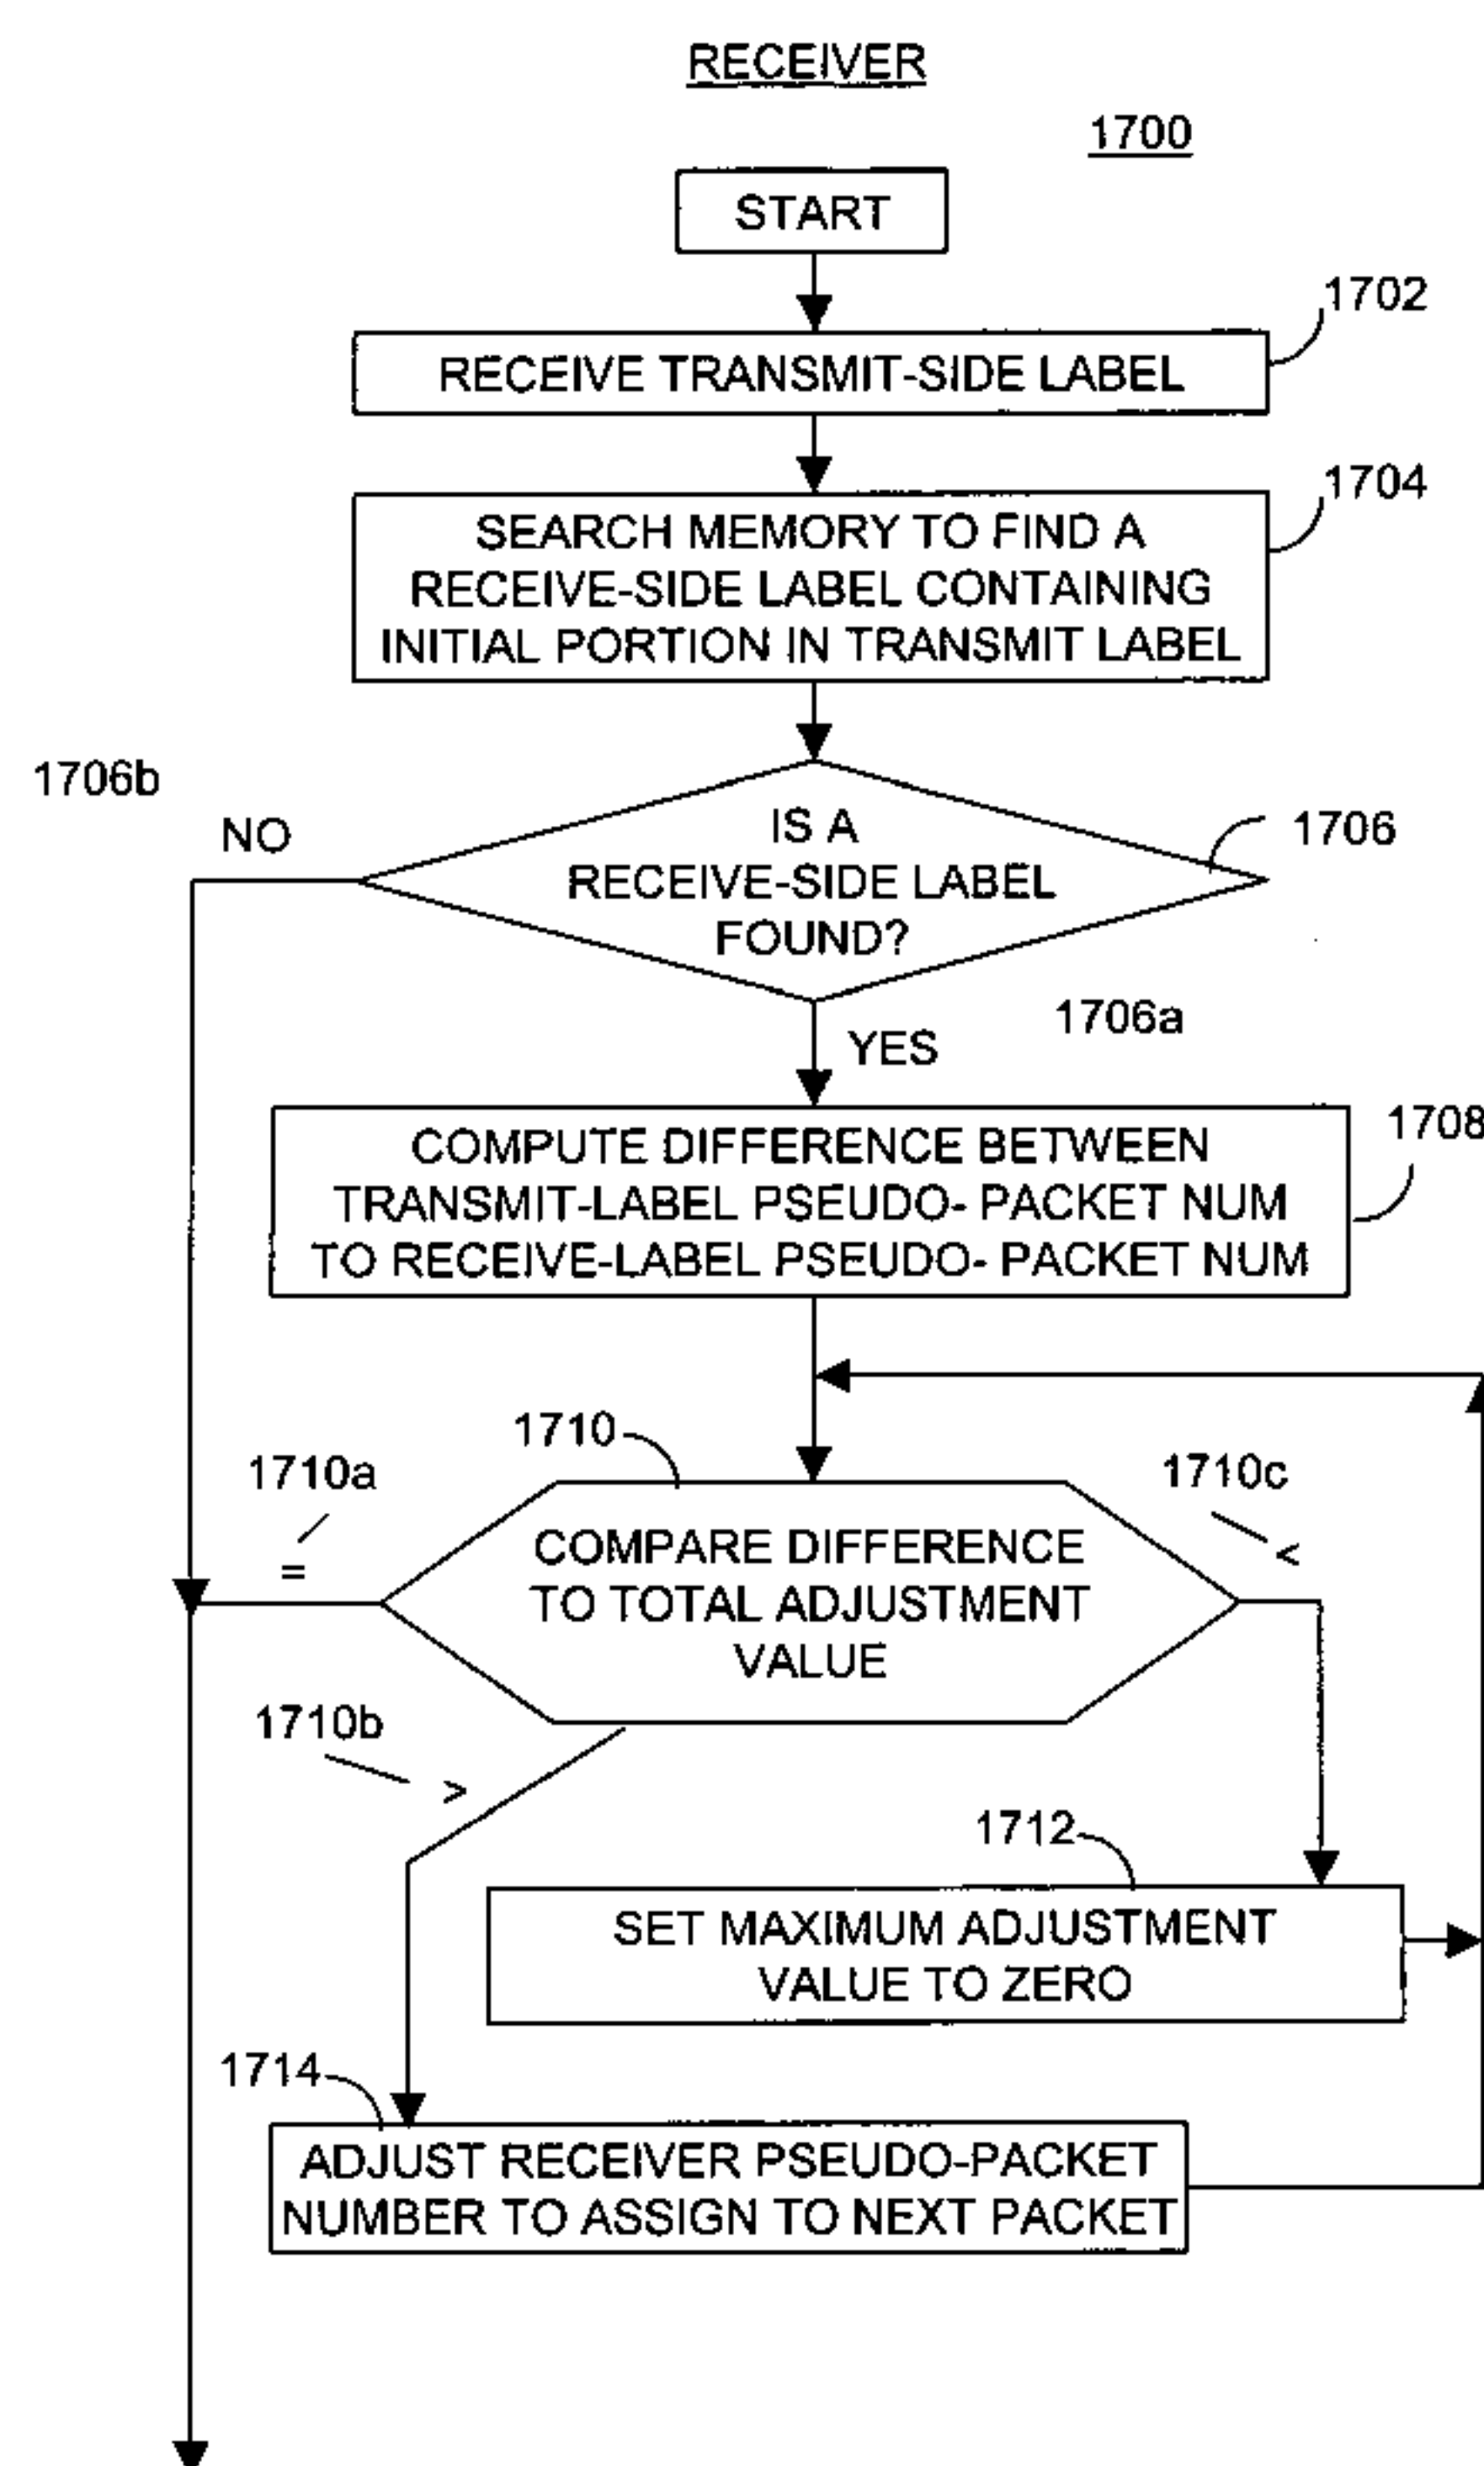 RECEIVER
1700
START
1702
RECEIVE TRANSMIT-SIDE LABEL
1704
SEARCH MEMORY TO FIND A
RECEIVE-SIDE LABEL CONTAINING
INITIAL PORTION IN TRANSMIT LABEL
1706b
NO
IS A
RECEIVE-SIDE LABEL
FOUND?
1706
1706a
YES
1708
COMPUTE DIFFERENCE BETWEEN
TRANSMIT-LABEL PSEUDO- PACKET NUM
TO RECEIVE-LABEL PSEUDO- PACKET NUM
1710
1710a
=
1710c
<
COMPARE DIFFERENCE
TO TOTAL ADJUSTMENT
VALUE
1710b
>
1712
SET MAXIMUM ADJUSTMENT
VALUE TO ZERO
1714
ADJUST RECEIVER PSEUDO-PACKET
NUMBER TO ASSIGN TO NEXT PACKET